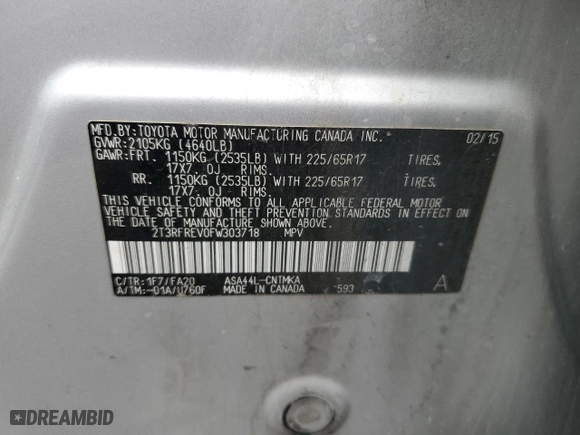 MFD.BY:TOYOTA MOTOR MANUFACTURING CANADA INC. 02/15
GVWR:2105KG (4640LB)
GAWR:FRT. 1150KG (2535LB) WITH 225/65R17 TIRES,
17X7. 0J RIMS.
RR. 1150KG (2535LB) WITH 225/65R17 TIRES,
17X7. 0J RIMS.
THIS VEHICLE CONFORMS TO ALL APPLICABLE FEDERAL MOTOR
VEHICLE SAFETY AND THEFT PREVENTION STANDARDS IN EFFECT ON
THE DATE OF MANUFACTURE SHOWN ABOVE.
2T3RFREV0FW303718 MPV
C/TR:1F7/FA20 ASA44L-CNTMKA
A/TM:-01A/U760F MADE IN CANADA 593 A
DREAMBID